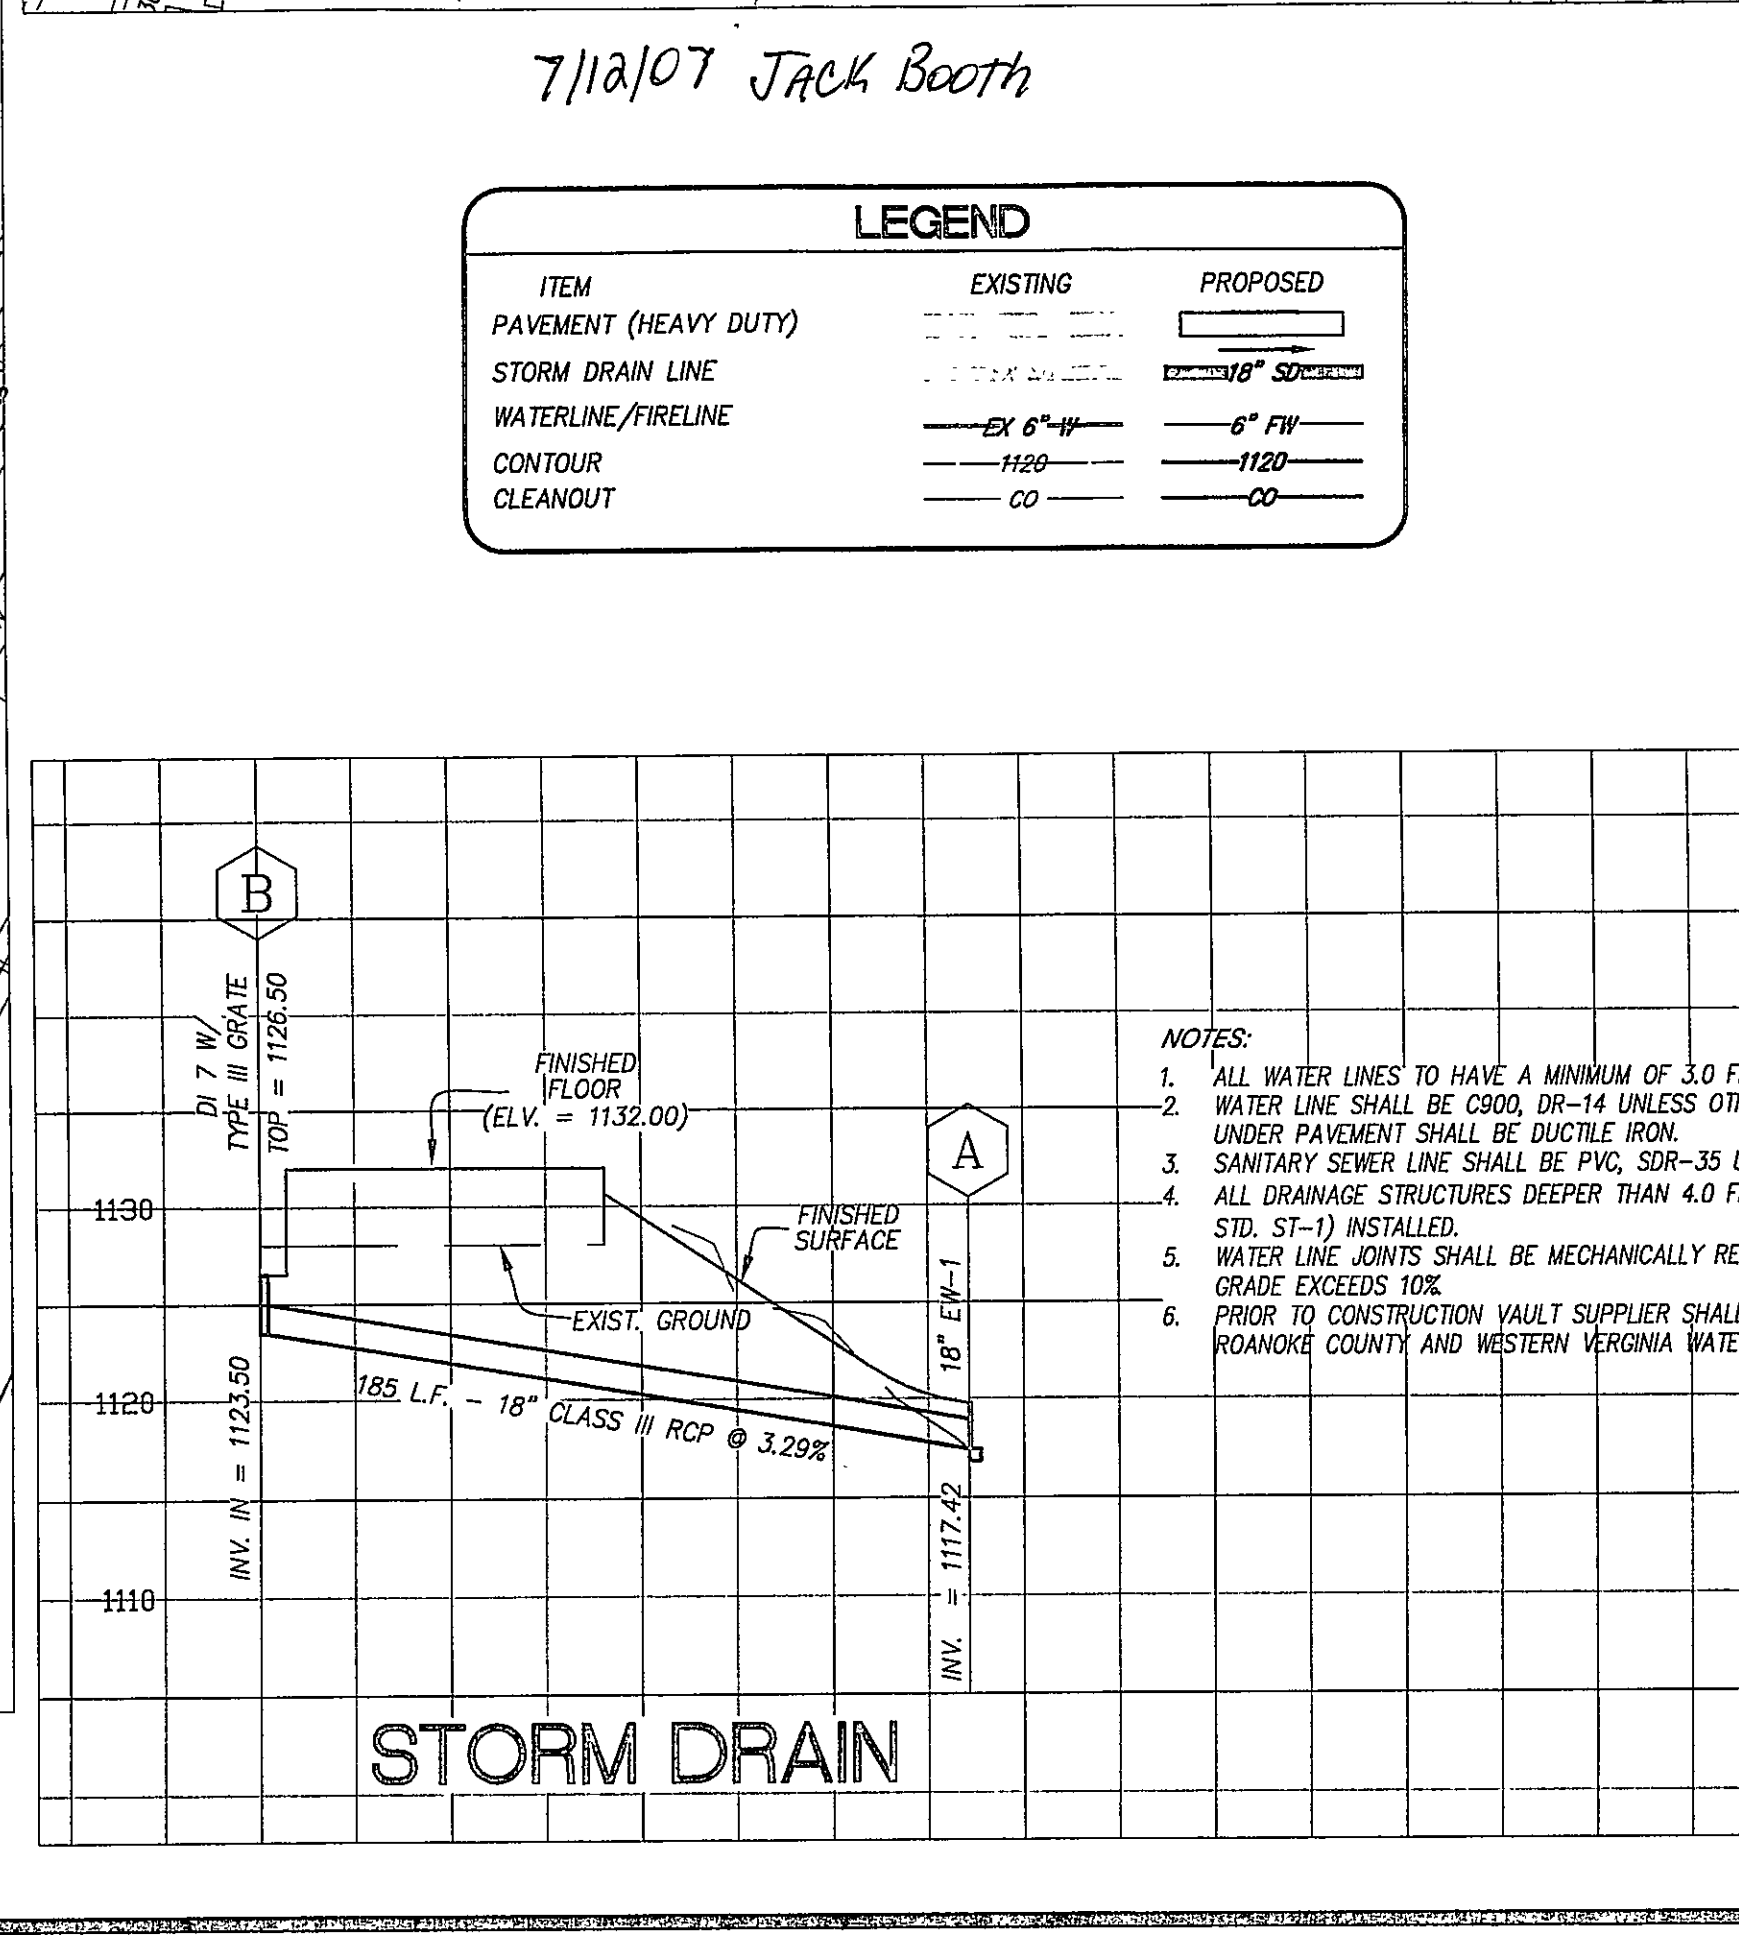 7/12/07 JACK Booth
LEGEND
ITEM EXISTING PROPOSED
PAVEMENT (HEAVY DUTY)
STORM DRAIN LINE 18" SD
WATERLINE/FIRELINE EX 6" W 6" FW
CONTOUR 1120 1120
CLEANOUT CO CO
B
DI 7 W/
TYPE III GRATE
TOP = 1126.50
INV. IN = 1123.50
FINISHED
FLOOR
(ELV. = 1132.00)
A
18" EW-1
INV. = 1117.42
FINISHED
SURFACE
EXIST. GROUND
185 L.F. - 18" CLASS III RCP @ 3.29%
1130
1120
1110
STORM DRAIN
NOTES:
1. ALL WATER LINES TO HAVE A MINIMUM OF 3.0 F
2. WATER LINE SHALL BE C900, DR-14 UNLESS OT
UNDER PAVEMENT SHALL BE DUCTILE IRON.
3. SANITARY SEWER LINE SHALL BE PVC, SDR-35 U
4. ALL DRAINAGE STRUCTURES DEEPER THAN 4.0 F
STD. ST-1) INSTALLED.
5. WATER LINE JOINTS SHALL BE MECHANICALLY RE
GRADE EXCEEDS 10%
6. PRIOR TO CONSTRUCTION VAULT SUPPLIER SHALL
ROANOKE COUNTY AND WESTERN VERGINIA WATE